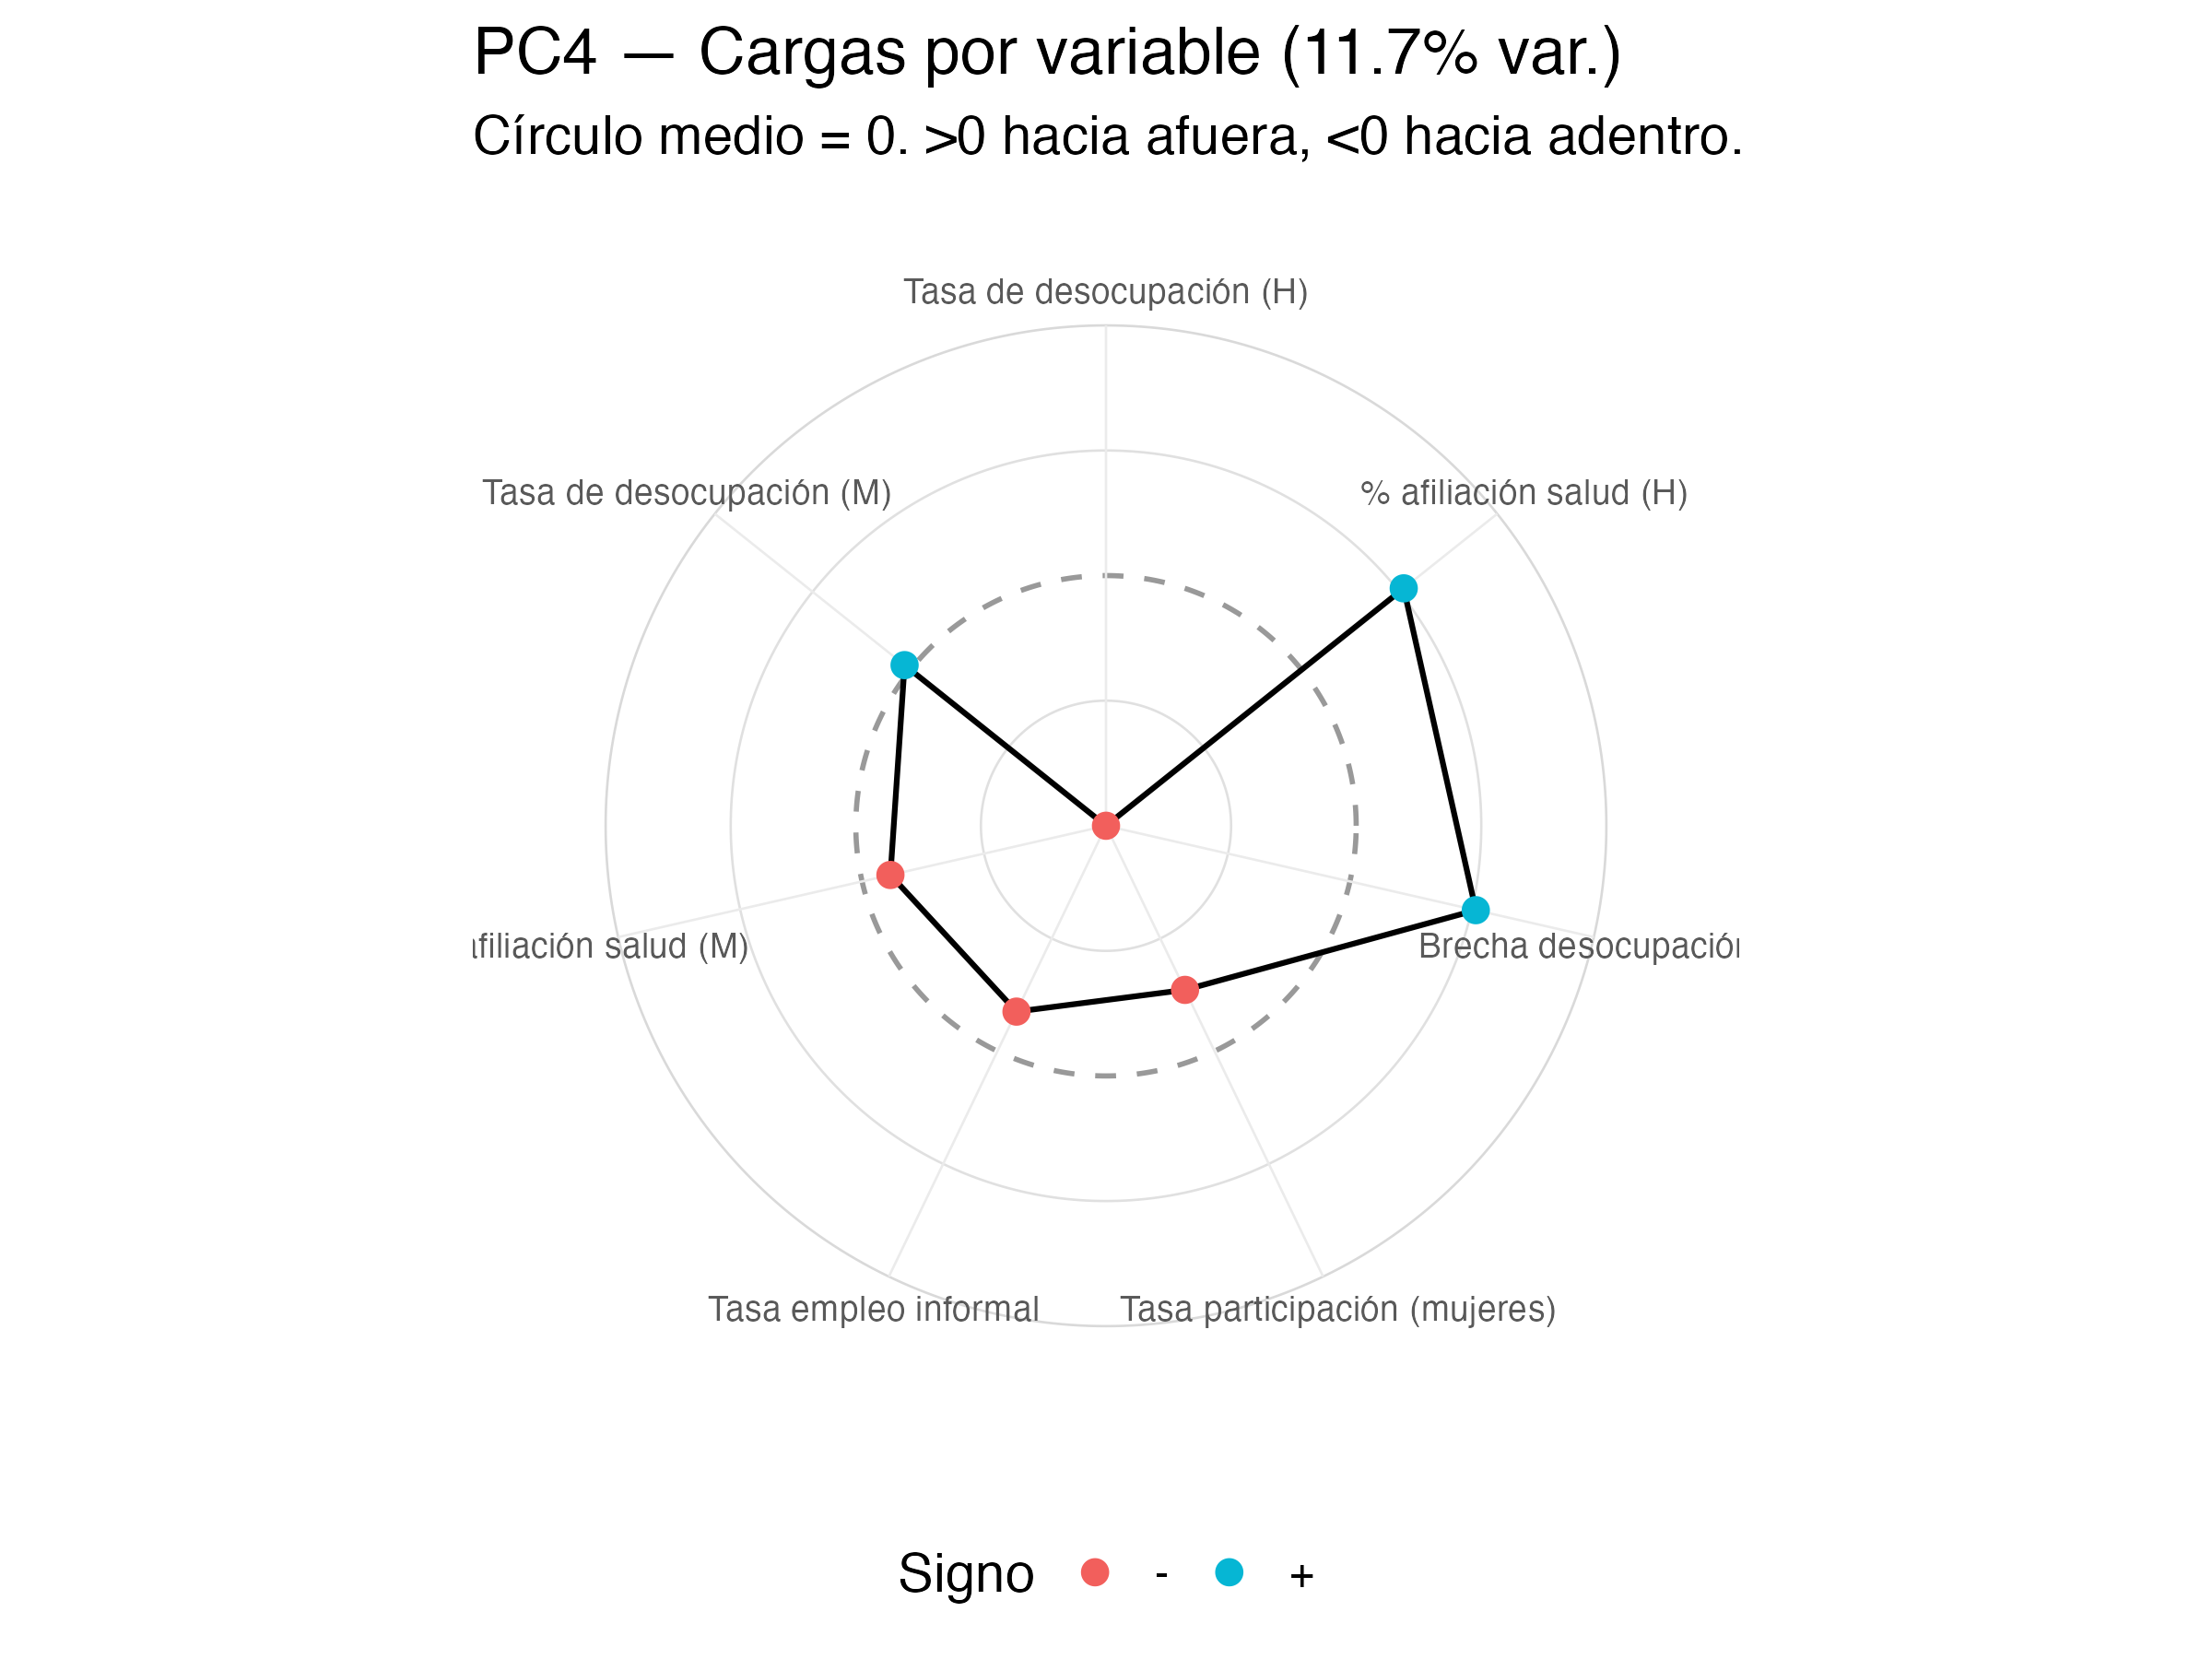 PC4 — Cargas por variable (11.7% var.)
Círculo medio = 0. >0 hacia afuera, <0 hacia adentro.
Tasa de desocupación (H)
Tasa de desocupación (M)
% afiliación salud (H)
afiliación salud (M)
Brecha desocupación
Tasa empleo informal
Tasa participación (mujeres)
Signo - +